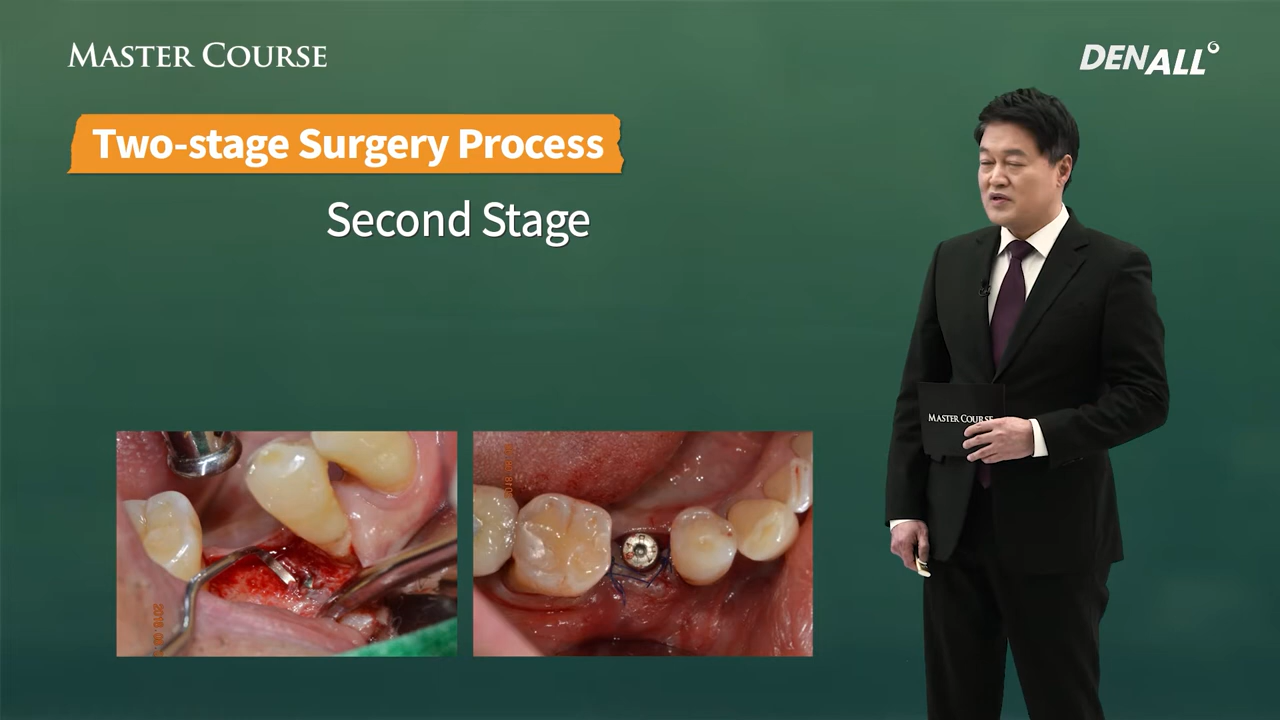 MASTER COURSE
DENALL
Two-stage Surgery Process
Second Stage
MASTER COURSE